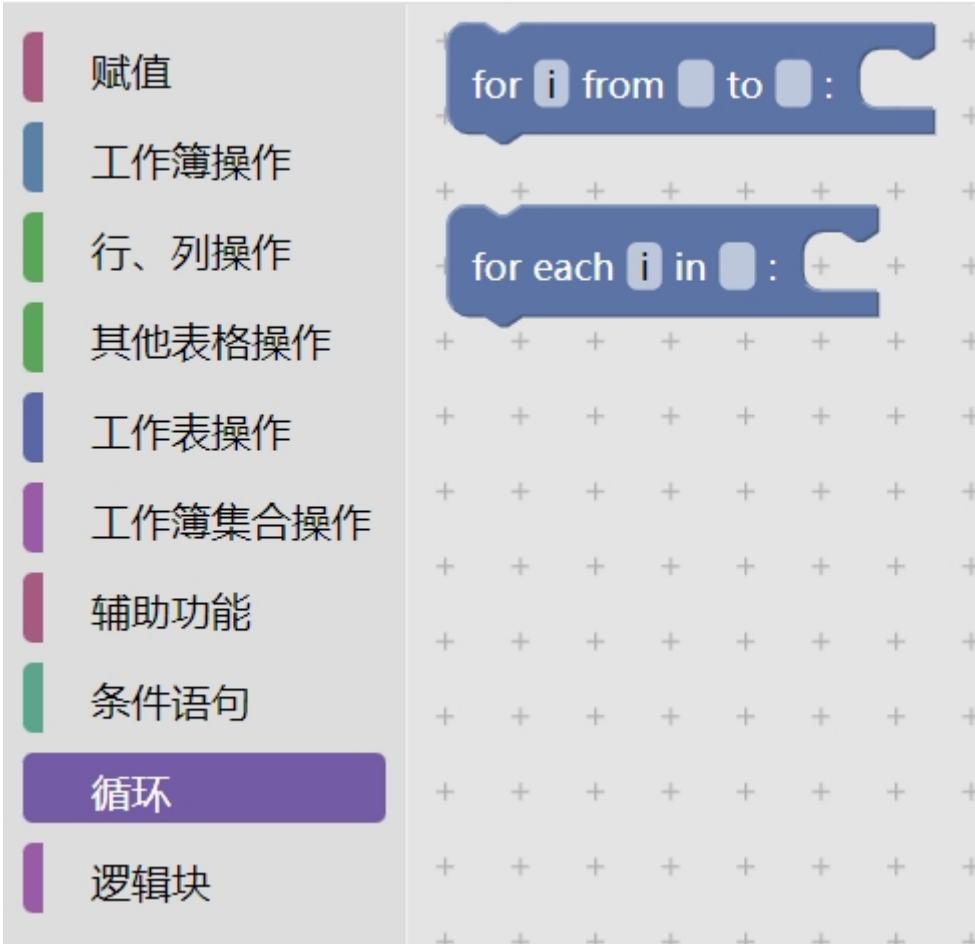 赋值
工作簿操作
行、列操作
其他表格操作
工作表操作
工作簿集合操作
辅助功能
条件语句
循环
逻辑块
for i from to :
for each i in :